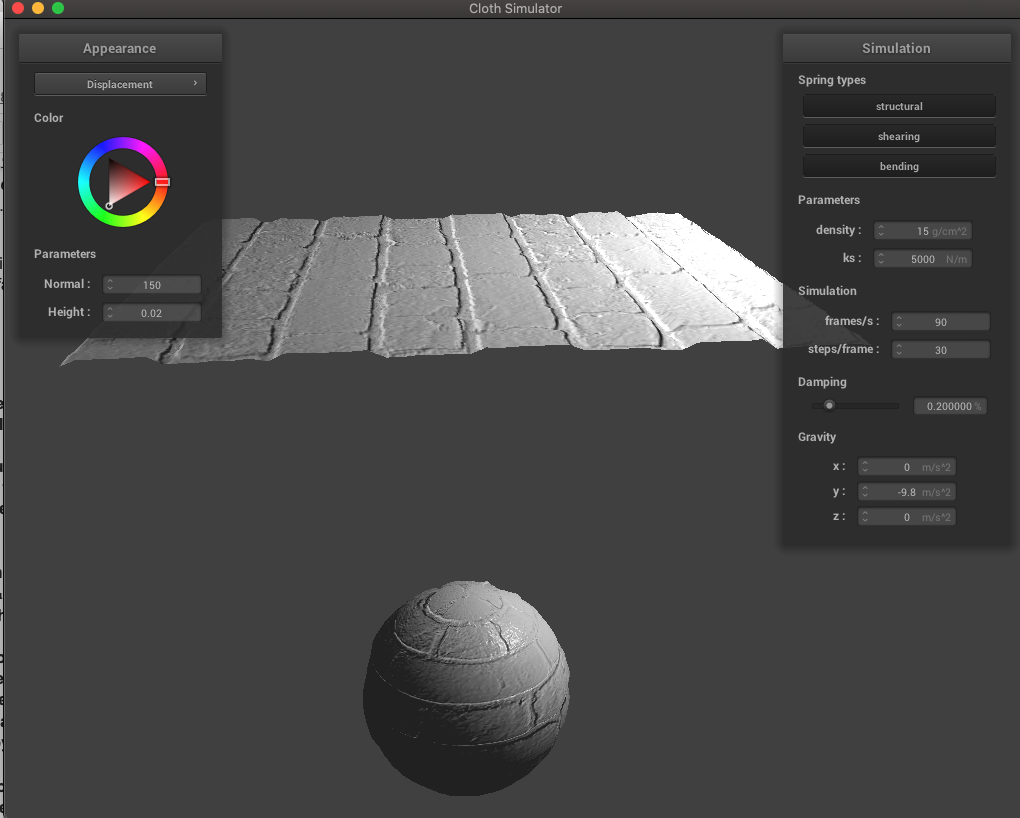 Cloth Simulator
Appearance
Displacement
Color
Parameters
Normal : 150
Height : 0.02
Simulation
Spring types
structural
shearing
bending
Parameters
density : 15 g/cm^2
ks : 5000 N/m
Simulation
frames/s : 90
steps/frame : 30
Damping
0.200000 %
Gravity
x : 0 m/s^2
y : -9.8 m/s^2
z : 0 m/s^2